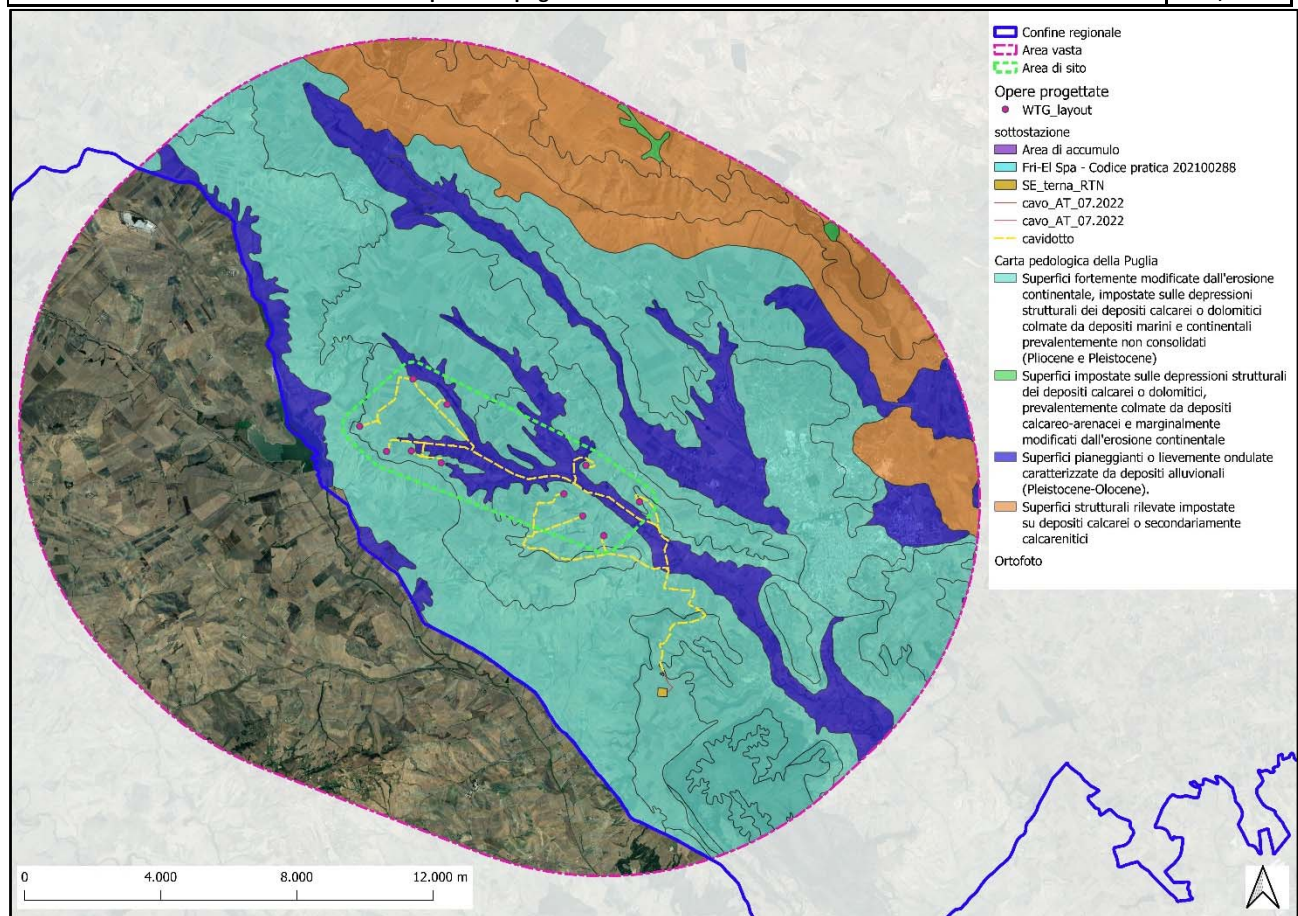 Confine regionale
Area vasta
Area di sito
Opere progettate
WTG_layout
sottostazione
Area di accumulo
Fri-El Spa - Codice pratica 202100288
SE_terna_RTN
cavo_AT_07.2022
cavo_AT_07.2022
cavidotto
Carta pedologica della Puglia
Superfici fortemente modificate dall'erosione
continentale, impostate sulle depressioni
strutturali dei depositi calcarei o dolomitici
colmate da depositi marini e continentali
prevalentemente non consolidati
(Pliocene e Pleistocene)
Superfici impostate sulle depressioni strutturali
dei depositi calcarei o dolomitici,
prevalentemente colmate da depositi
calcareo-arenacei e marginalmente
modificati dall'erosione continentale
Superfici pianeggianti o lievemente ondulate
caratterizzate da depositi alluvionali
(Pleistocene-Olocene).
Superfici strutturali rilevate impostate
su depositi calcarei o secondariamente
calcarenitici
Ortofoto
0 4.000 8.000 12.000 m